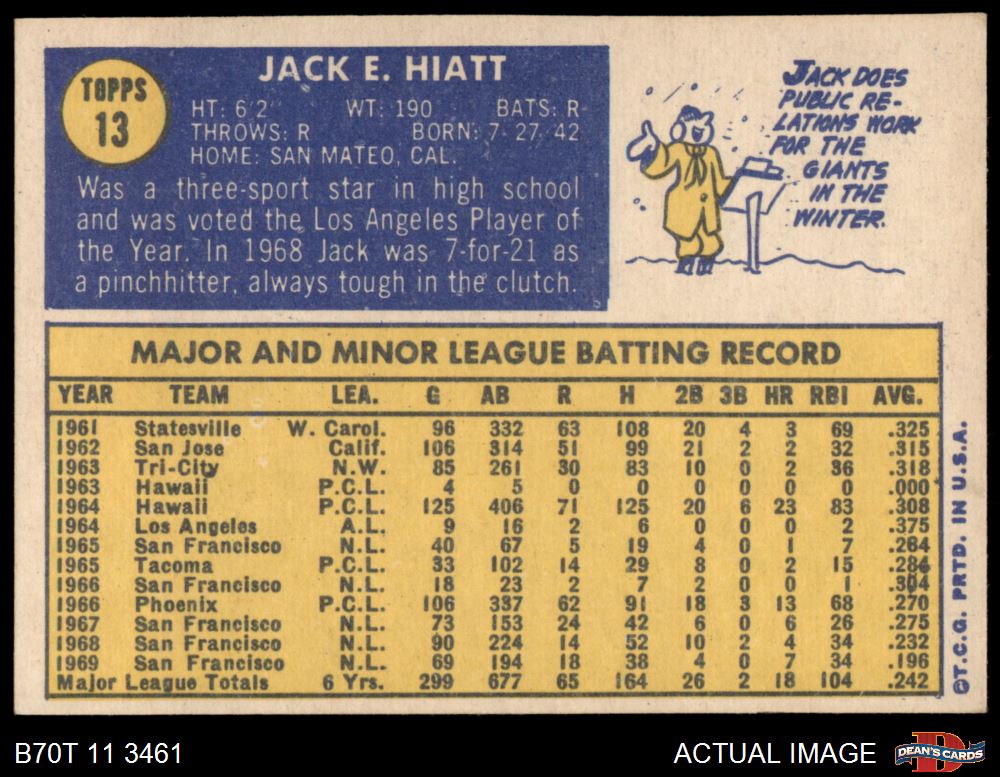 TOPPS
13
JACK E. HIATT
HT: 6'2" WT: 190 BATS: R
THROWS: R BORN: 7-27-42
HOME: SAN MATEO, CAL.
Was a three-sport star in high school
and was voted the Los Angeles Player of
the Year. In 1968 Jack was 7-for-21 as
a pinchhitter, always tough in the clutch.
JACK DOES
PUBLIC RE-
LATIONS WORK
FOR THE
GIANTS
IN THE
WINTER.
MAJOR AND MINOR LEAGUE BATTING RECORD
YEAR TEAM LEA. G AB R H 2B 3B HR RBI AVG.
1961 Statesville W. Carol. 96 332 63 108 20 4 3 69 .325
1962 San Jose Calif. 106 314 51 99 21 2 2 32 .315
1963 Tri-City N.W. 85 261 30 83 10 0 2 36 .318
1963 Hawaii P.C.L. 4 5 0 0 0 0 0 0 .000
1964 Hawaii P.C.L. 125 406 71 125 20 6 23 83 .308
1964 Los Angeles A.L. 9 16 2 6 0 0 0 2 .375
1965 San Francisco N.L. 40 67 5 19 4 0 1 7 .284
1965 Tacoma P.C.L. 33 102 14 29 8 0 2 15 .284
1966 San Francisco N.L. 18 23 2 7 2 0 0 1 .304
1966 Phoenix P.C.L. 106 337 62 91 18 3 13 68 .270
1967 San Francisco N.L. 73 153 24 42 6 0 6 26 .275
1968 San Francisco N.L. 90 224 14 52 10 2 4 34 .232
1969 San Francisco N.L. 69 194 18 38 4 0 7 34 .196
Major League Totals 6 Yrs. 299 677 65 164 26 2 18 104 .242
©T.C.G. PRTD. IN U.S.A.
B70T 11 3461
ACTUAL IMAGE
D
DEAN'S CARDS